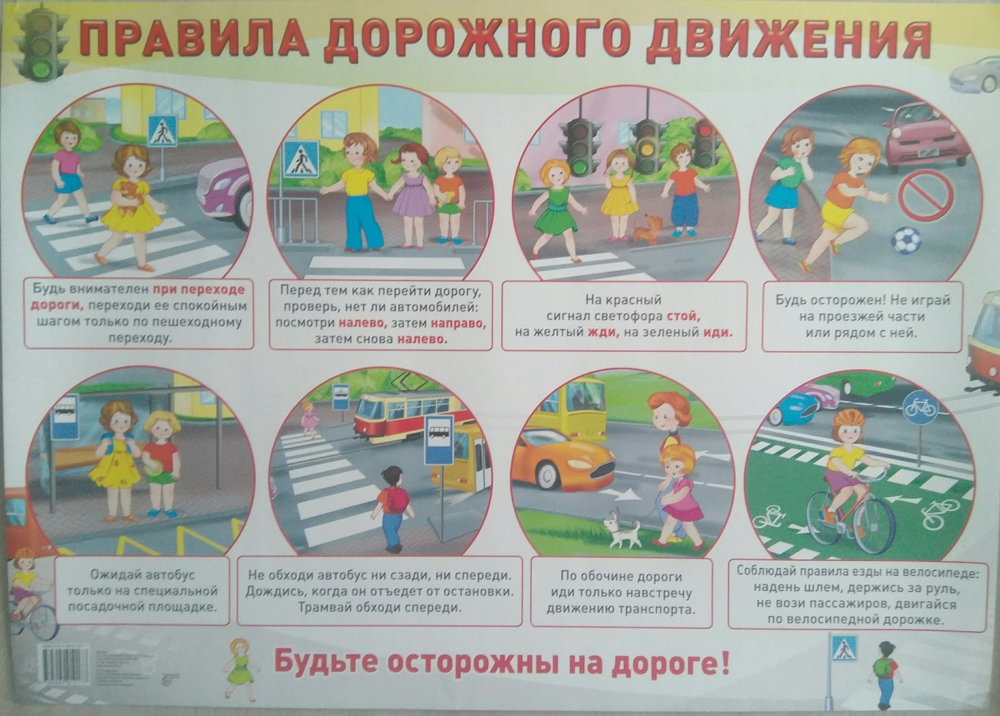 ПРАВИЛА ДОРОЖНОГО ДВИЖЕНИЯ
Будь внимателен при переходе
дороги, переходи ее спокойным
шагом только по пешеходному
переходу.
Перед тем как перейти дорогу,
проверь, нет ли автомобилей:
посмотри налево, затем направо,
затем снова налево.
На красный
сигнал светофора стой,
на желтый жди, на зеленый иди.
Будь осторожен! Не играй
на проезжей части
или рядом с ней.
Ожидай автобус
только на специальной
посадочной площадке.
Не обходи автобус ни сзади, ни спереди.
Дождись, когда он отъедет от остановки.
Трамвай обходи спереди.
По обочине дороги
иди только навстречу
движению транспорта.
Соблюдай правила езды на велосипеде:
надень шлем, держись за руль,
не вози пассажиров, двигайся
по велосипедной дорожке.
Будьте осторожны на дороге!